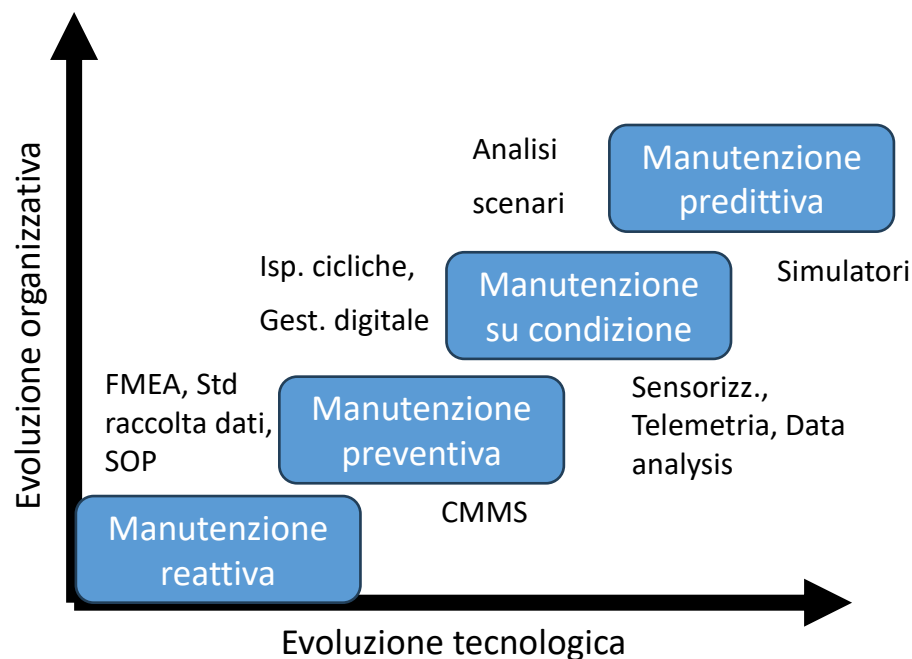 Evoluzione organizzativa
Analisi
scenari
Manutenzione
predittiva
Isp. cicliche,
Gest. digitale
Manutenzione
su condizione
Simulatori
FMEA, Std
raccolta dati,
SOP
Manutenzione
preventiva
Sensorizz.,
Telemetria, Data
analysis
Manutenzione
reattiva
CMMS
Evoluzione tecnologica